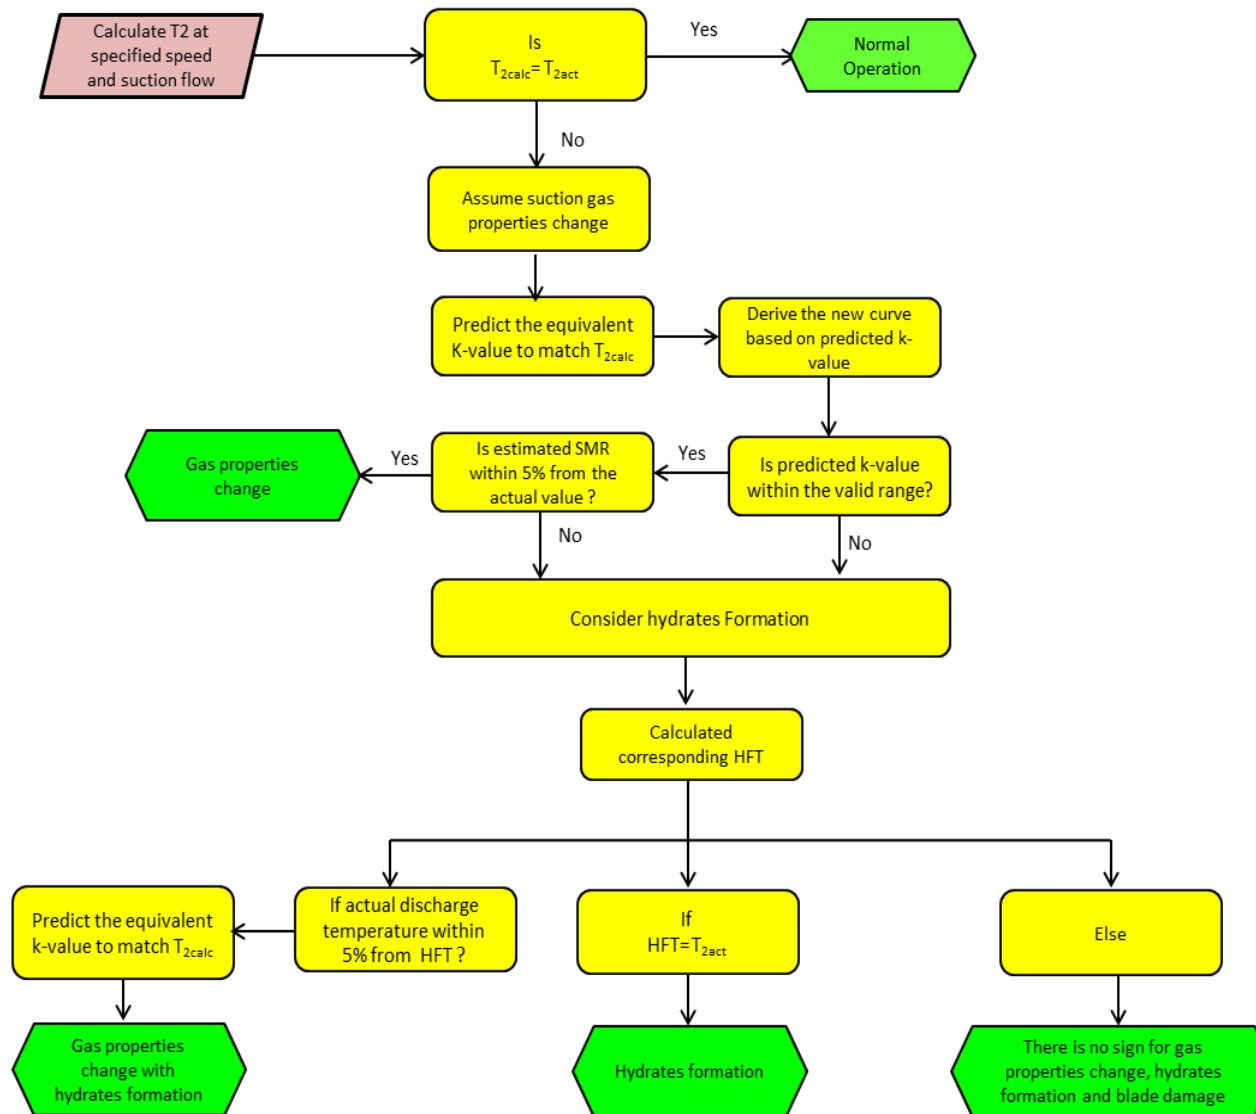 Calculate T2 at
specified speed
and suction flow
Is
T2calc= T2act
Yes
Normal
Operation
No
Assume suction gas
properties change
Predict the equivalent
K-value to match T2calc
Derive the new curve
based on predicted k-
value
Gas properties
change
Yes
Is estimated SMR
within 5% from the
actual value ?
Yes
Is predicted k-value
within the valid range?
No
No
Consider hydrates Formation
Calculated
corresponding HFT
Predict the equivalent
k-value to match T2calc
If actual discharge
temperature within
5% from HFT ?
If
HFT=T2act
Else
Gas properties
change with
hydrates formation
Hydrates formation
There is no sign for gas
properties change, hydrates
formation and blade damage